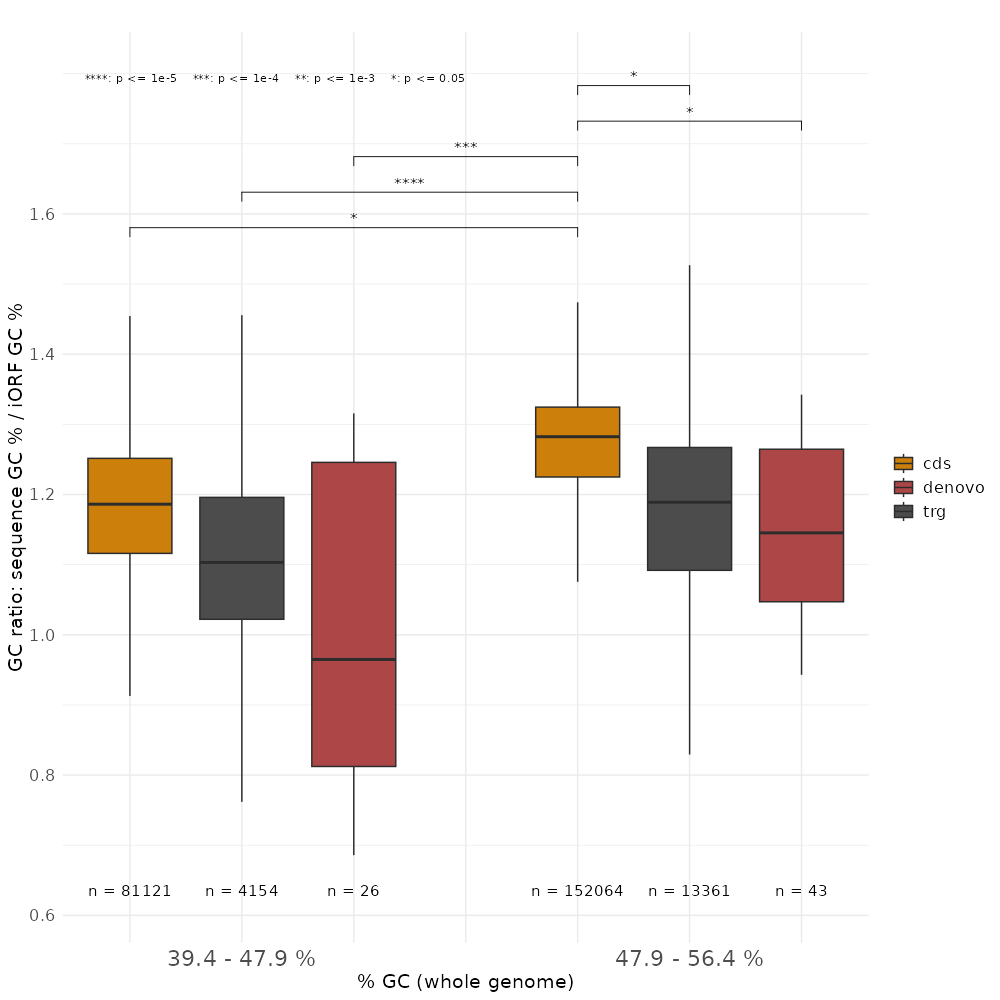 ****: p <= 1e-5 ***: p <= 1e-4 **: p <= 1e-3 *: p <= 0.05
*
*
***
****
*
1.6
1.4
1.2
1.0
0.8
0.6
GC ratio: sequence GC % / iORF GC %
cds
denovo
trg
n = 81121 n = 4154 n = 26 n = 152064 n = 13361 n = 43
39.4 - 47.9 % 47.9 - 56.4 %
% GC (whole genome)